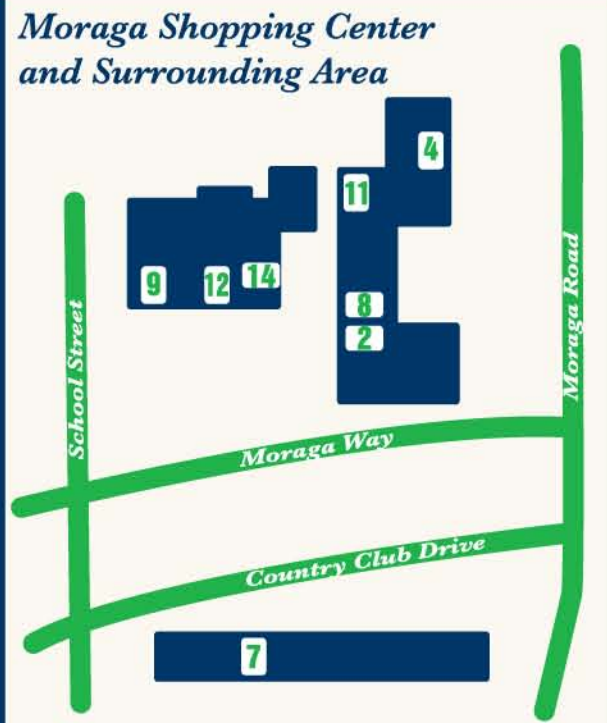 Moraga Shopping Center
and Surrounding Area
4
11
9
12
14
8
2
School Street
Moraga Road
Moraga Way
Country Club Drive
7